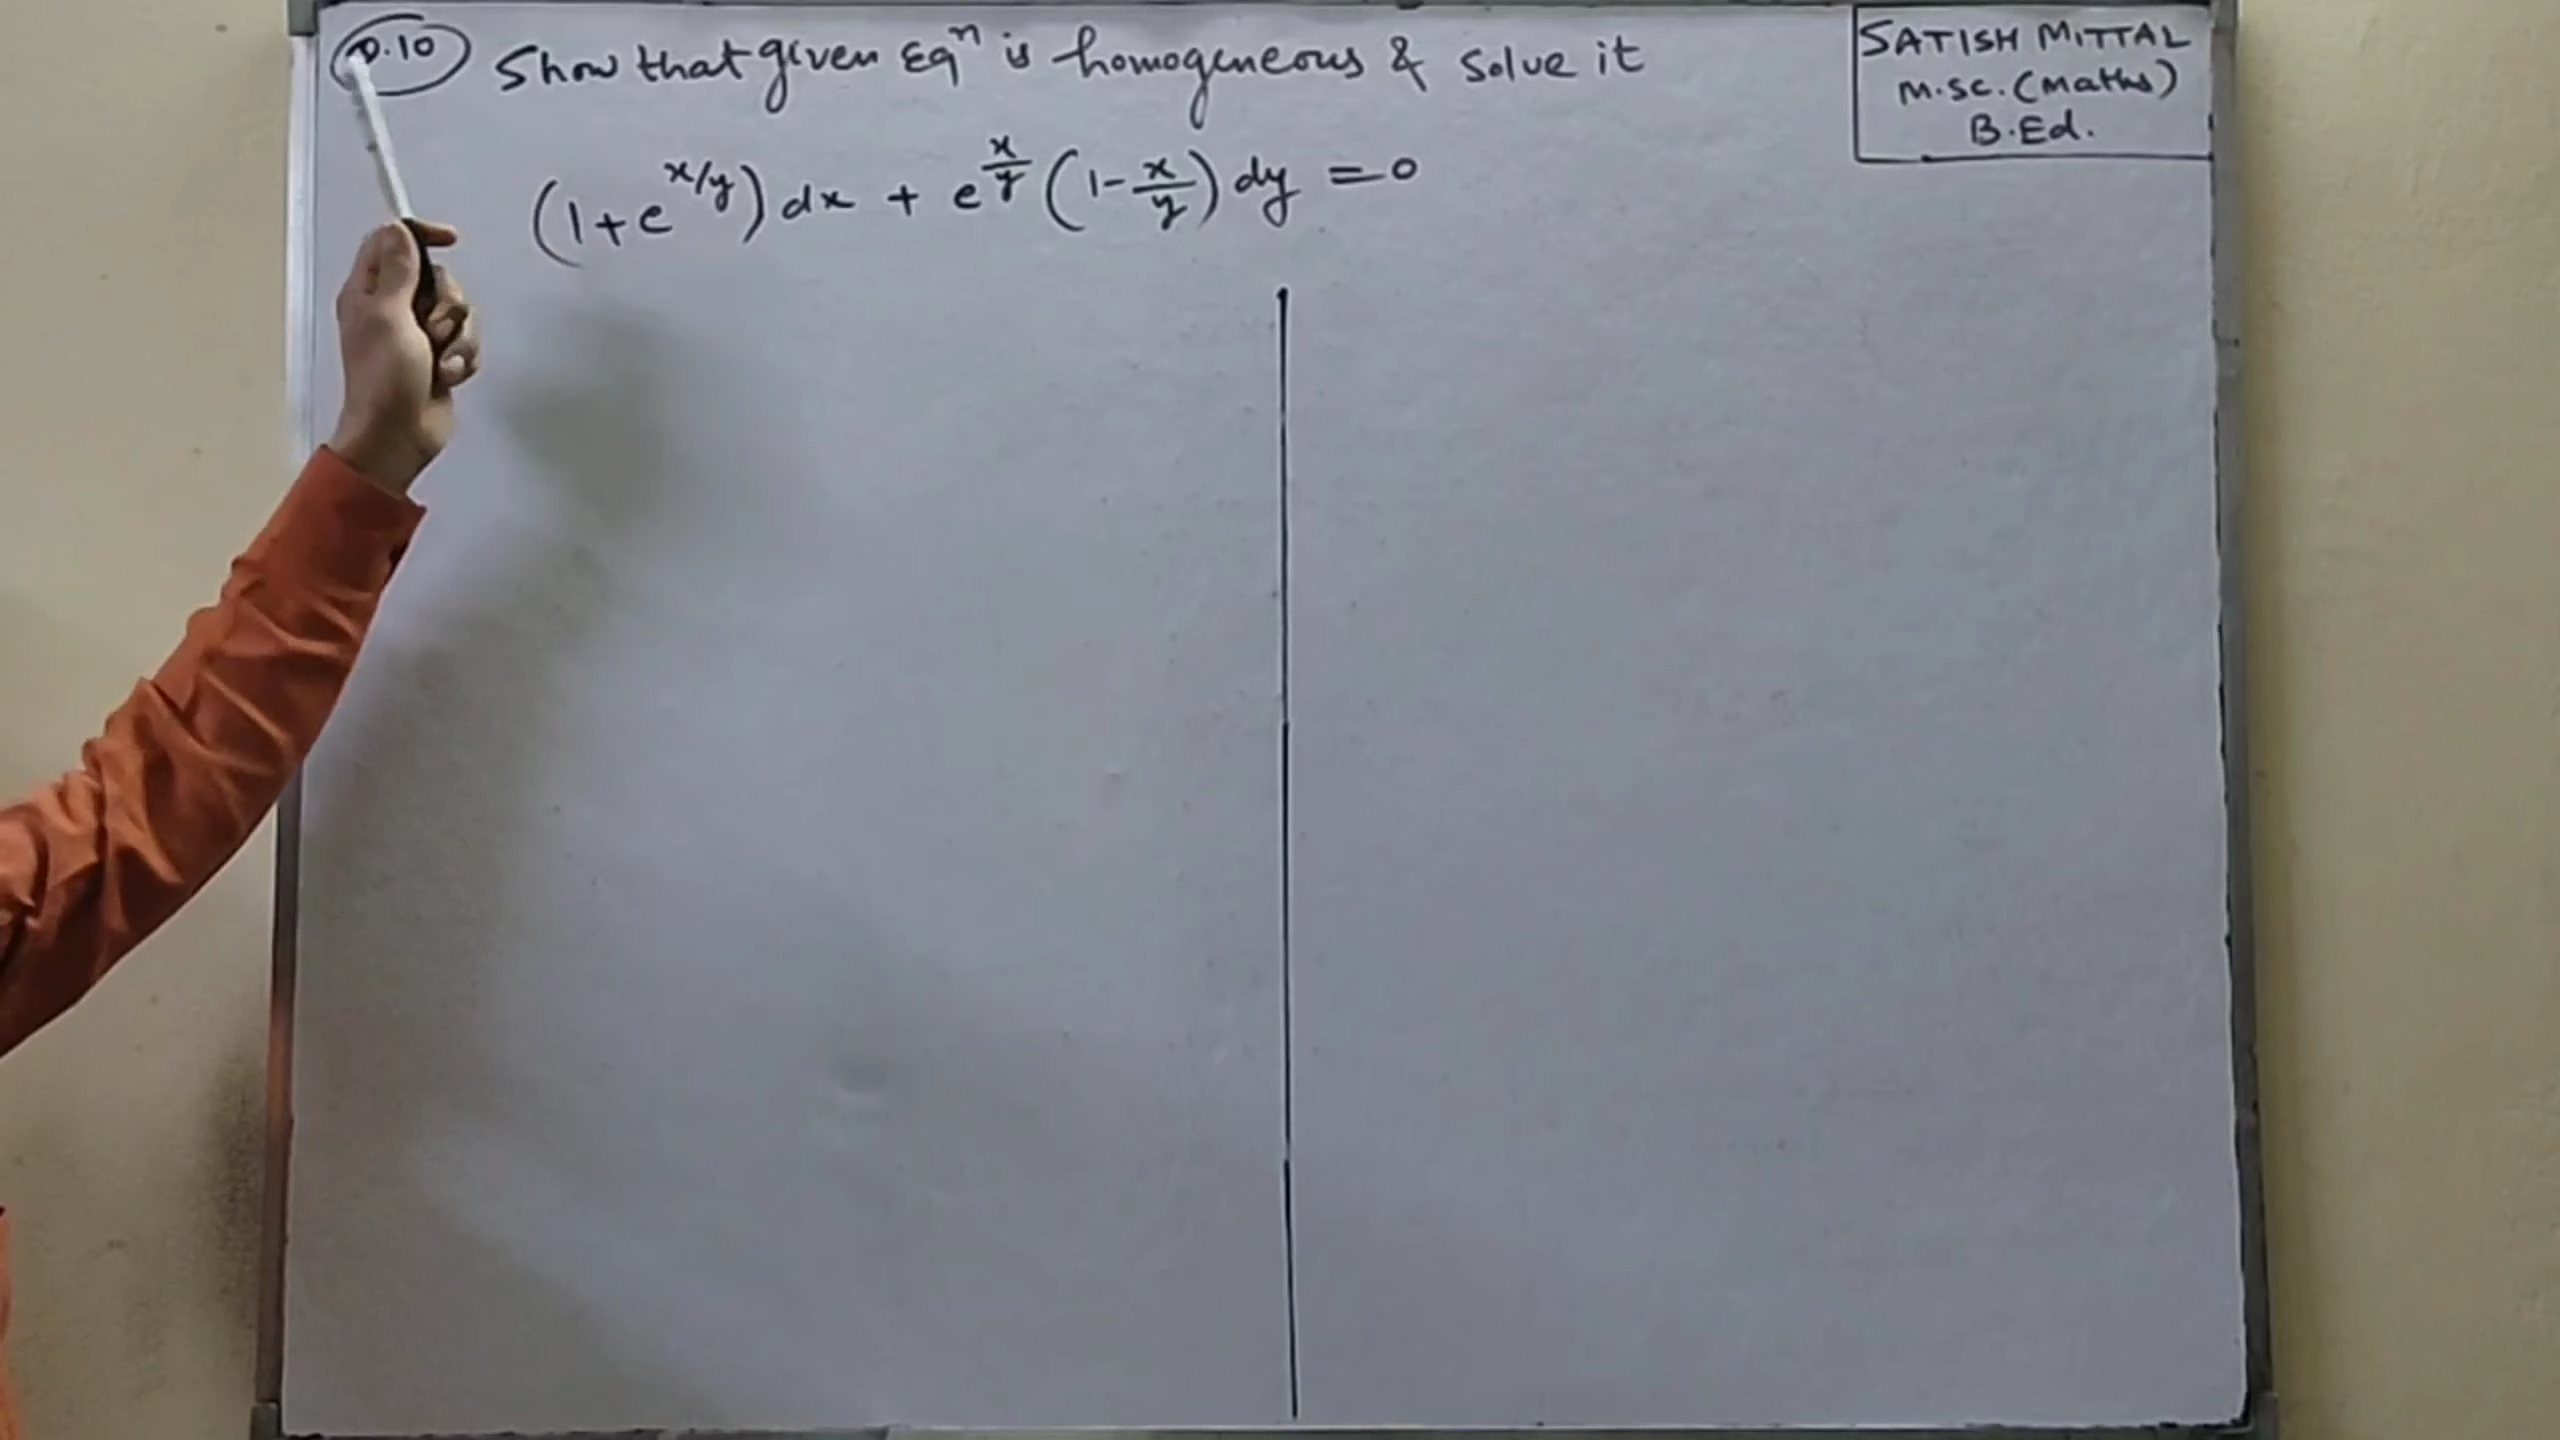 Q.10 Show that given Eqⁿ is homogeneous & solve it
(1+e^{x/y}) dx + e^{x/y} (1 - x/y) dy = 0
SATISH MITTAL
M.SC. (Maths)
B.Ed.